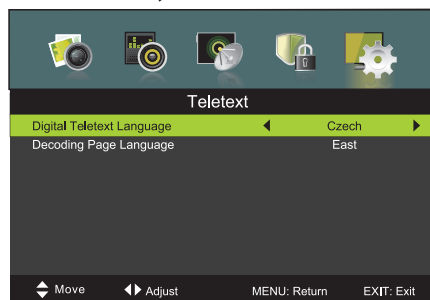 Teletext
Digital Teletext Language Czech
Decoding Page Language East
Move Adjust MENU: Return EXIT: Exit